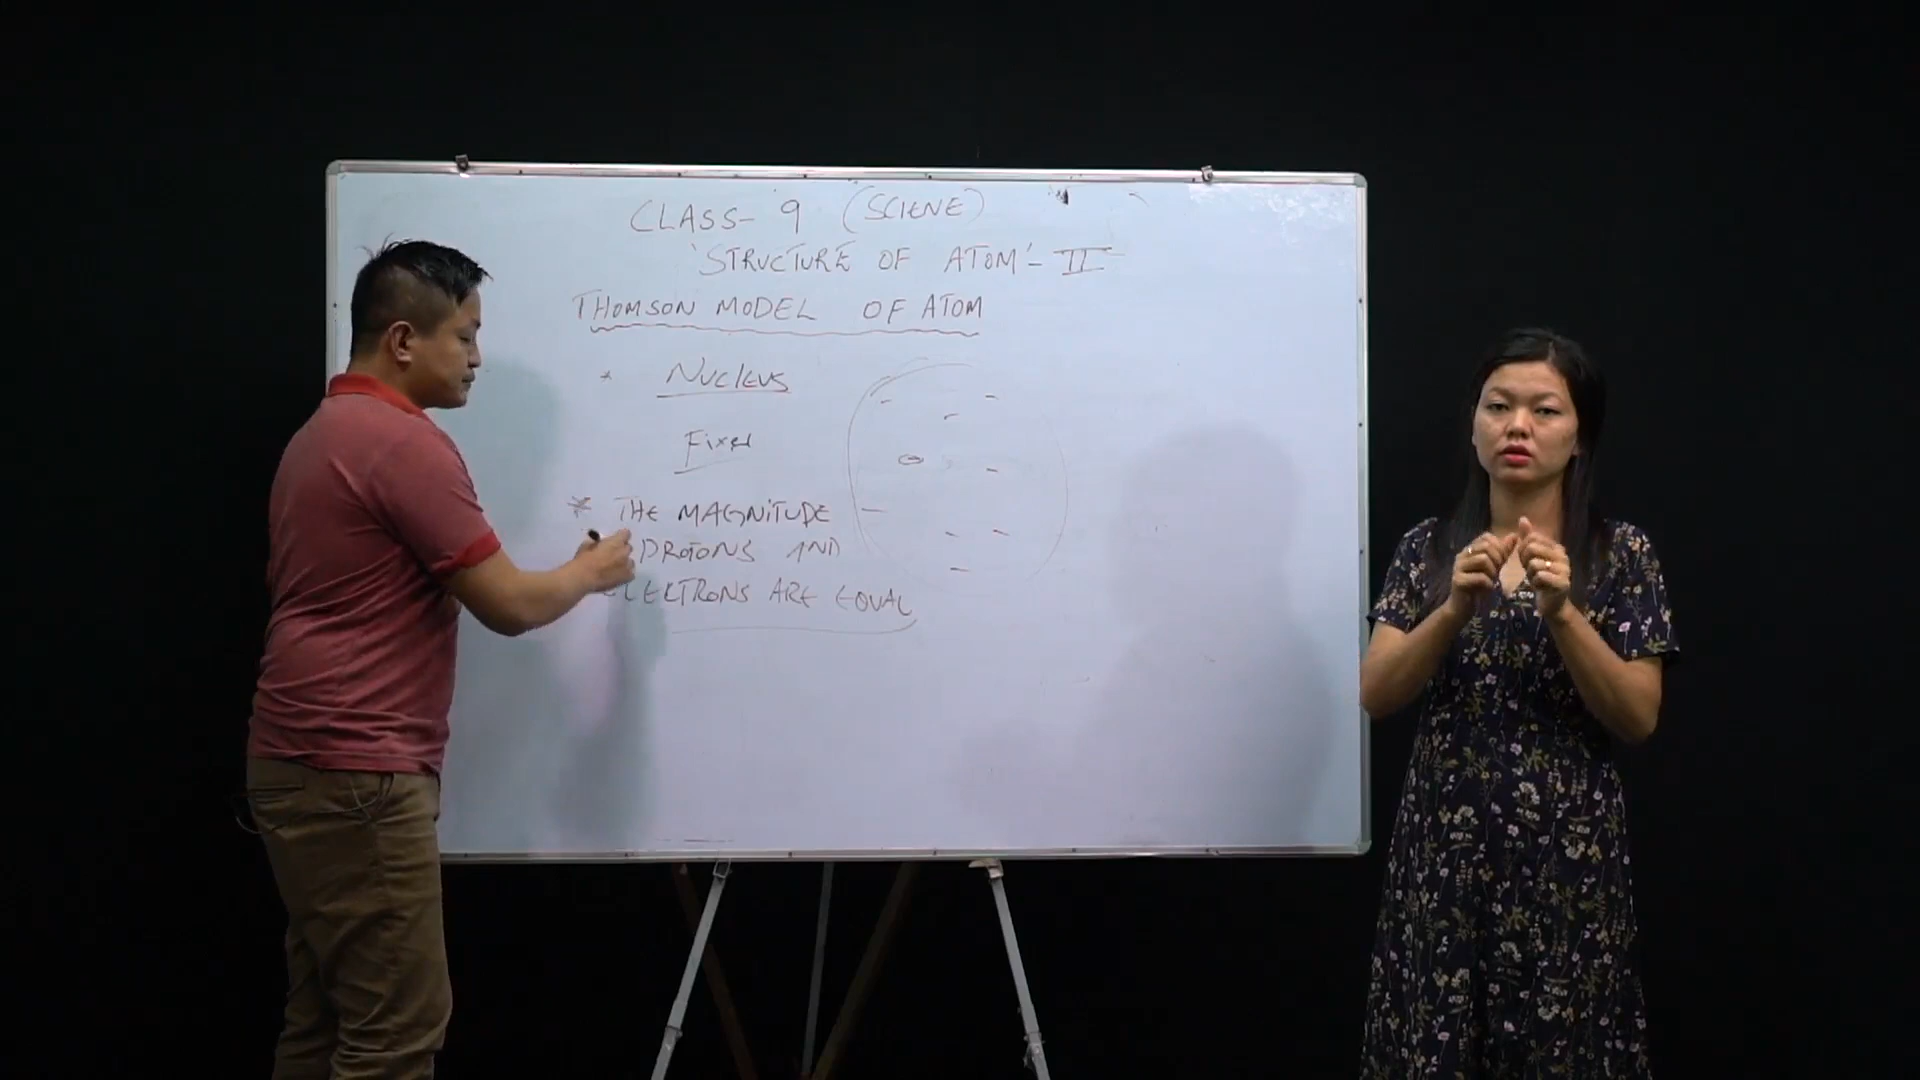 CLASS- 9 (SCIENE)
'STRUCTURE OF ATOM'- II
THOMSON MODEL OF ATOM
* NUCLEUS
Fixed
* THE MAGNITUDE
PROTONS AND
ELEKTRONS ARE EQUAL